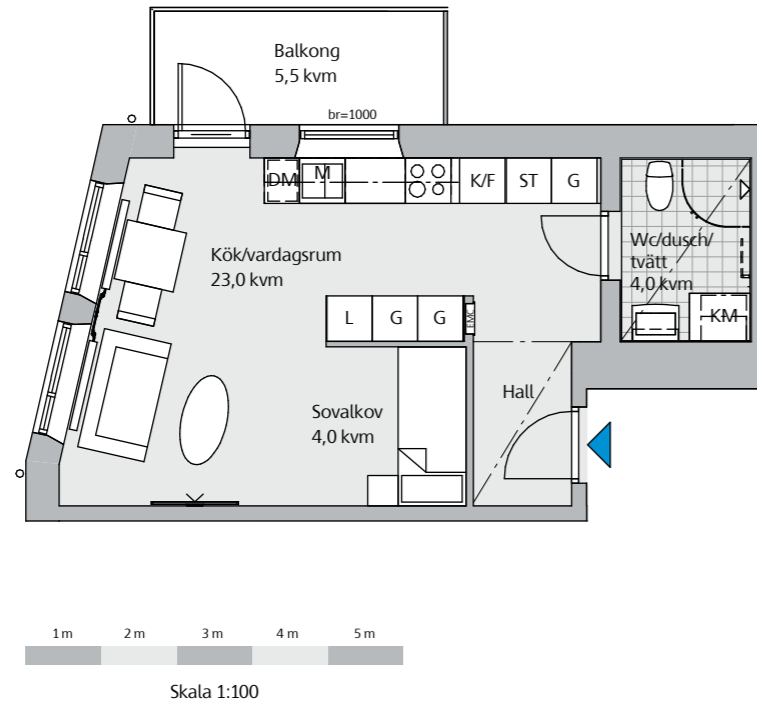 Balkong
5,5 kvm
br=1000
DM M K/F ST G
Kök/vardagsrum
23,0 kvm
Wc/dusch/
tvätt
4,0 kvm
KM
L G G EMC
Hall
Sovalkov
4,0 kvm
1 m 2 m 3 m 4 m 5 m
Skala 1:100